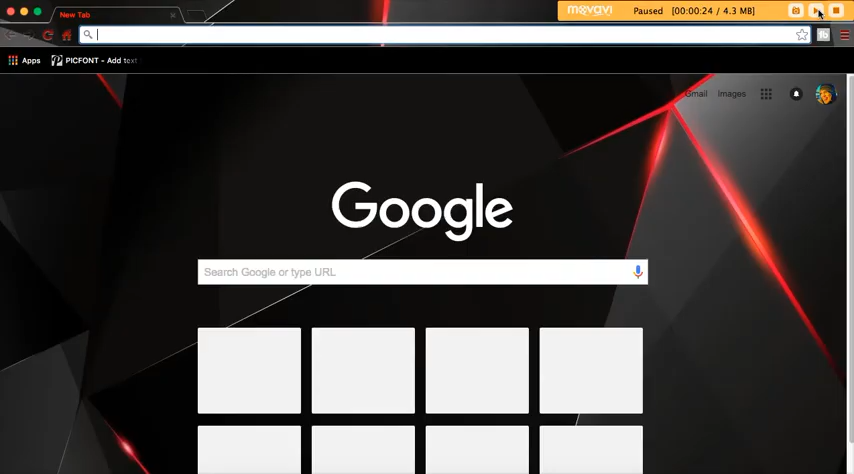 New Tab
movavi Paused [00:00:24 / 4.3 MB]
Apps PICFONT - Add text
Gmail Images
Google
Search Google or type URL